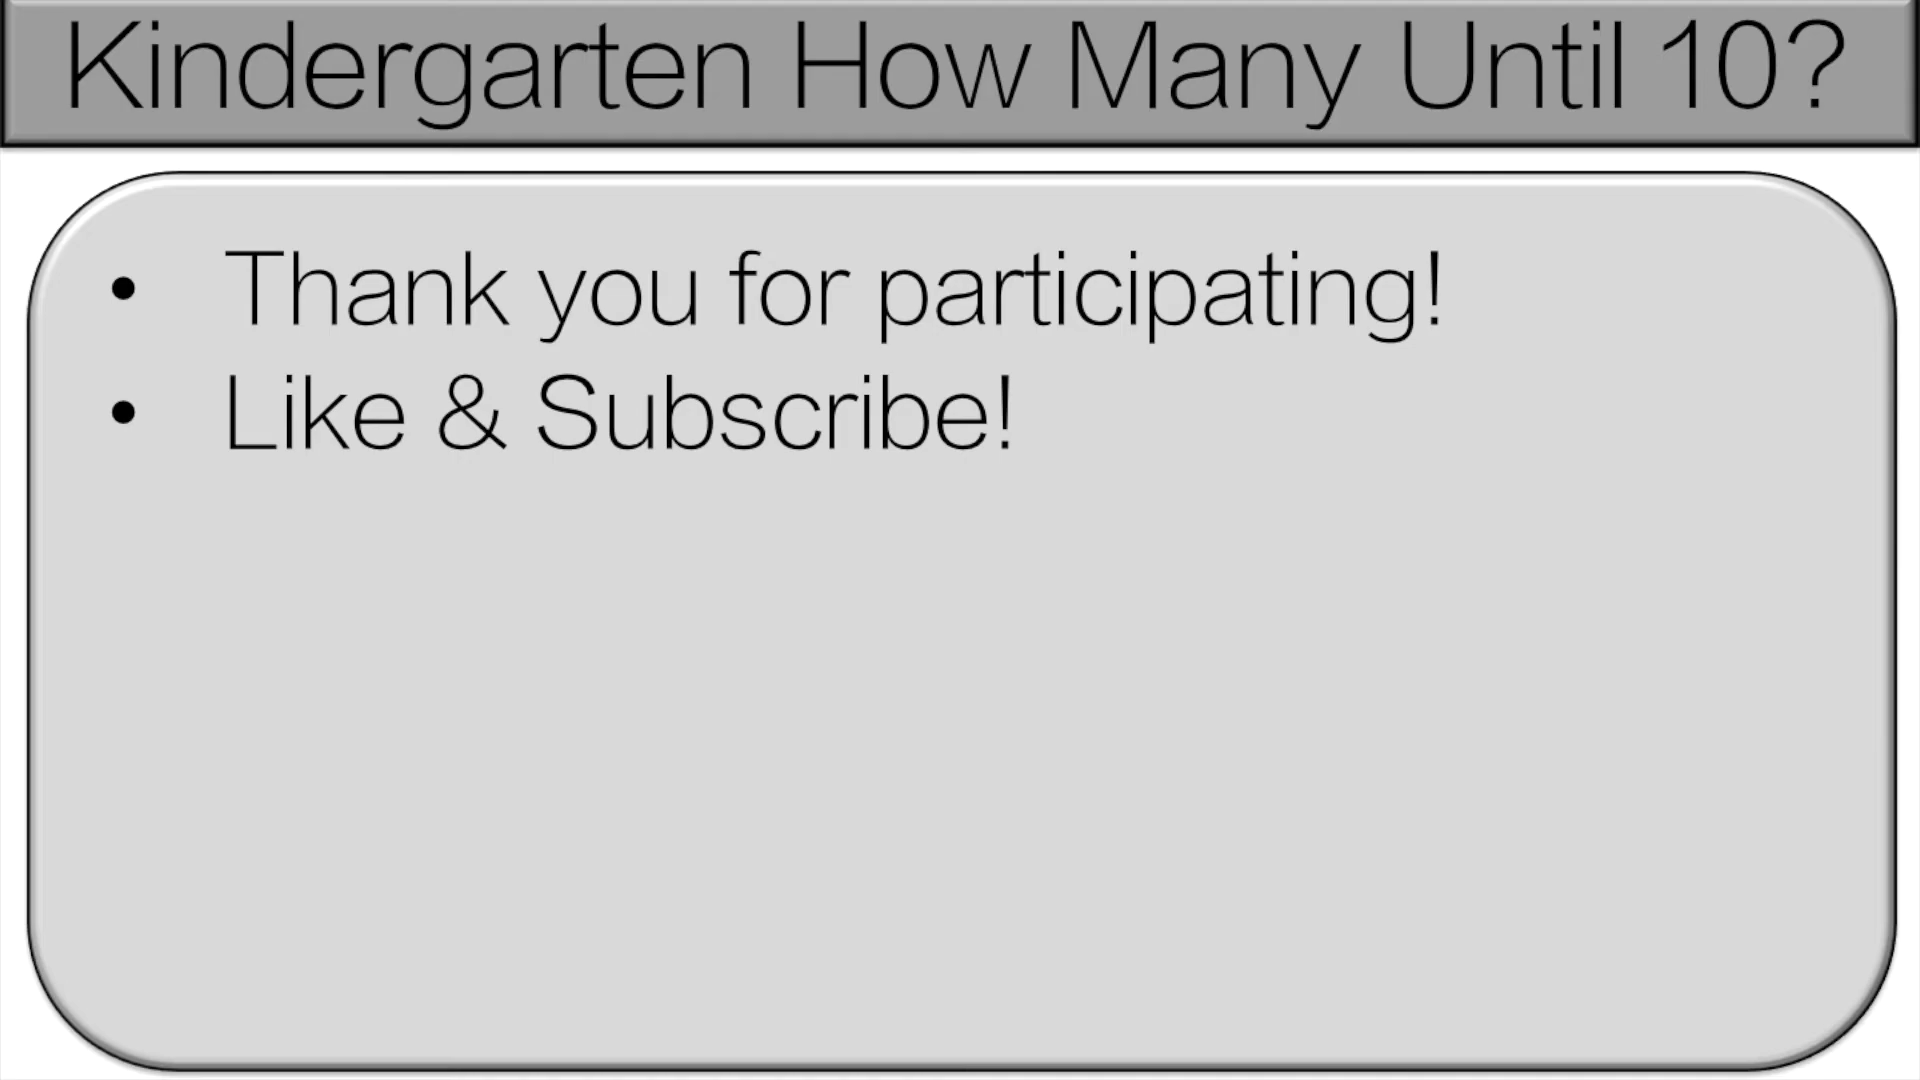 Kindergarten How Many Until 10?
• Thank you for participating!
• Like & Subscribe!